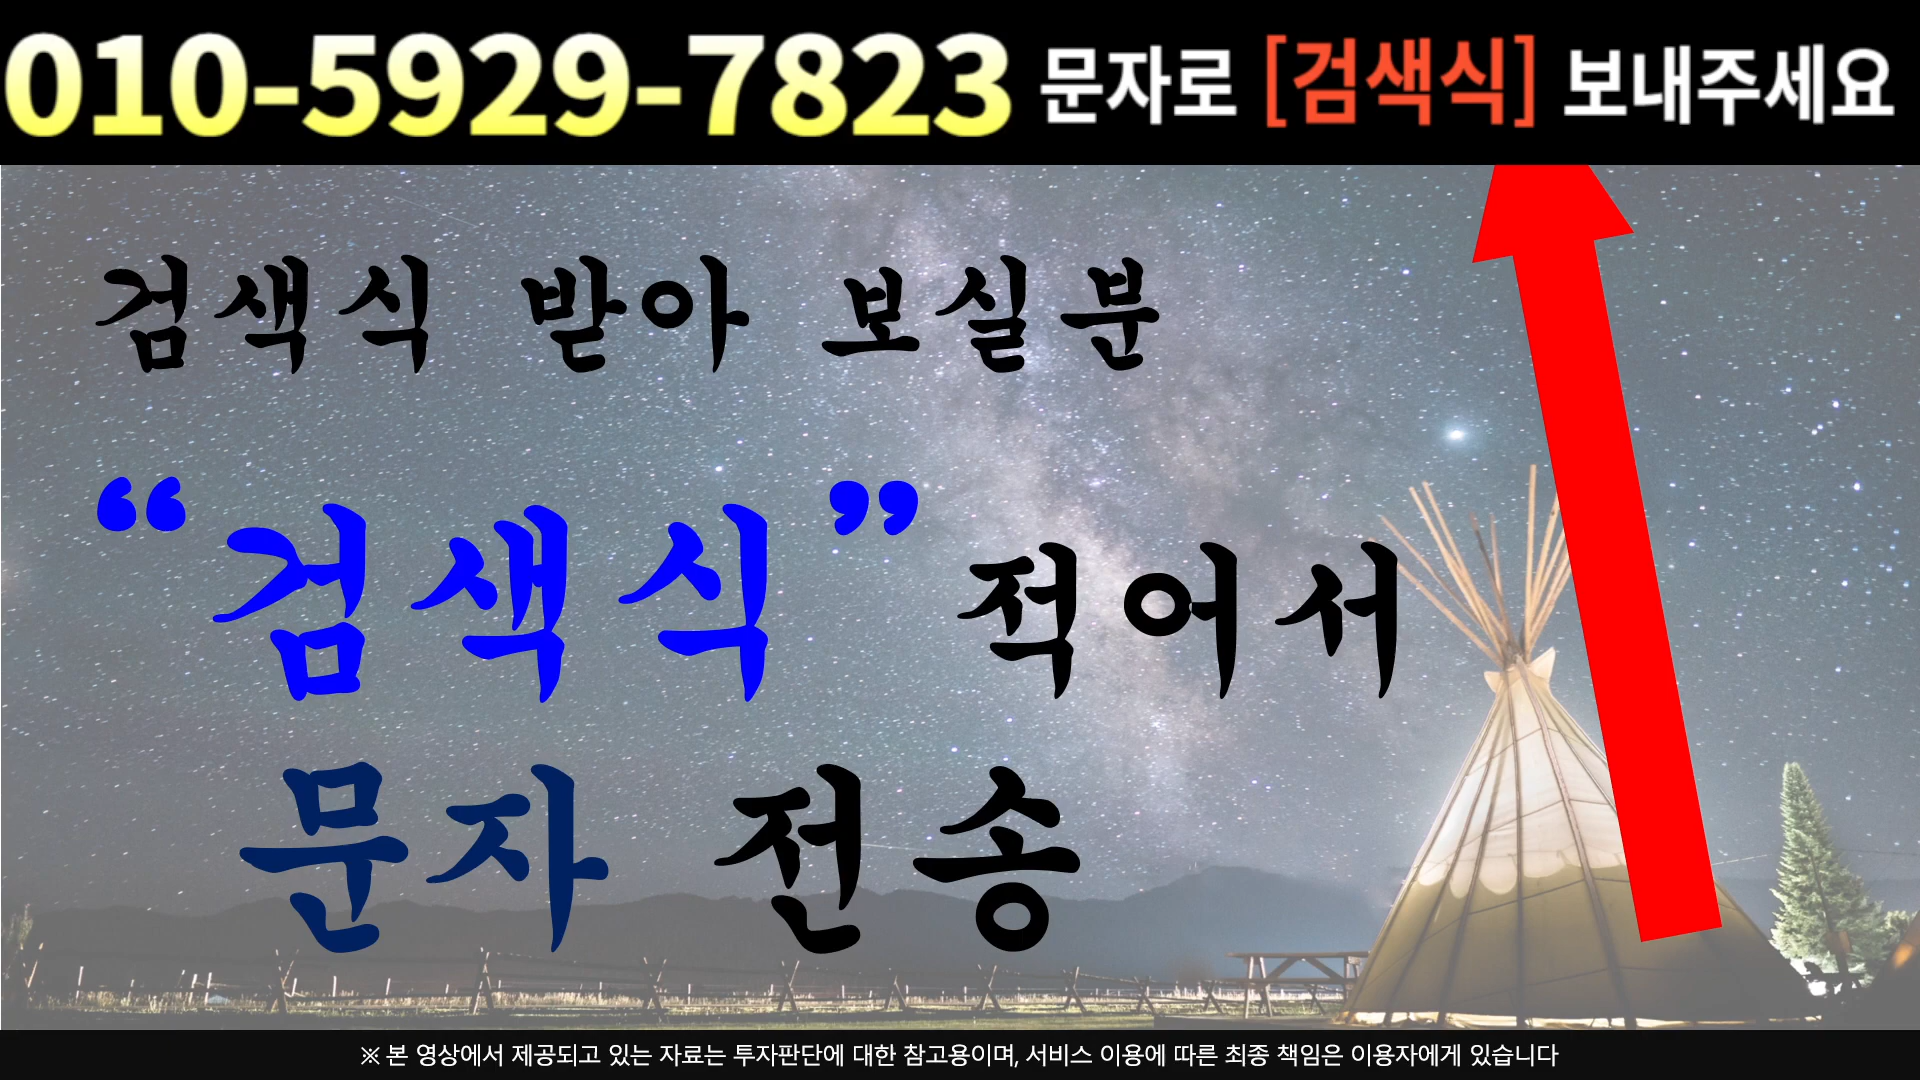 010-5929-7823 문자로 [검색식] 보내주세요
검색식 받아 보실분
“검색식” 적어서
문자 전송
※ 본 영상에서 제공되고 있는 자료는 투자판단에 대한 참고용이며, 서비스 이용에 따른 최종 책임은 이용자에게 있습니다